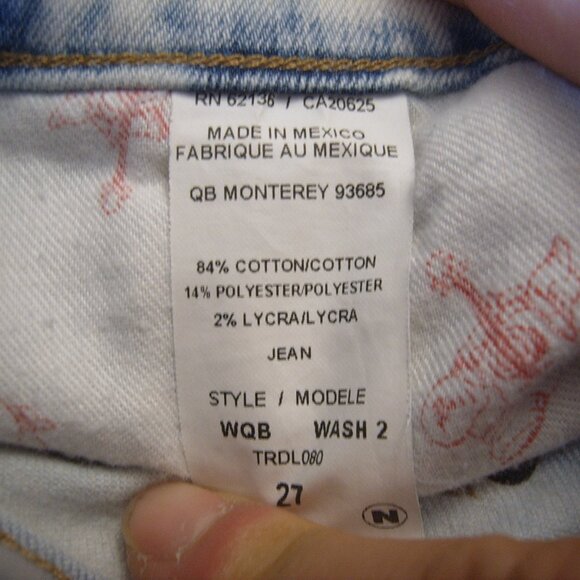 RN 62136 / CA20625
MADE IN MEXICO
FABRIQUE AU MEXIQUE
QB MONTEREY 93685
84% COTTON/COTTON
14% POLYESTER/POLYESTER
2% LYCRA/LYCRA
JEAN
STYLE / MODELE
WQB WASH 2
TRDL080
27
N